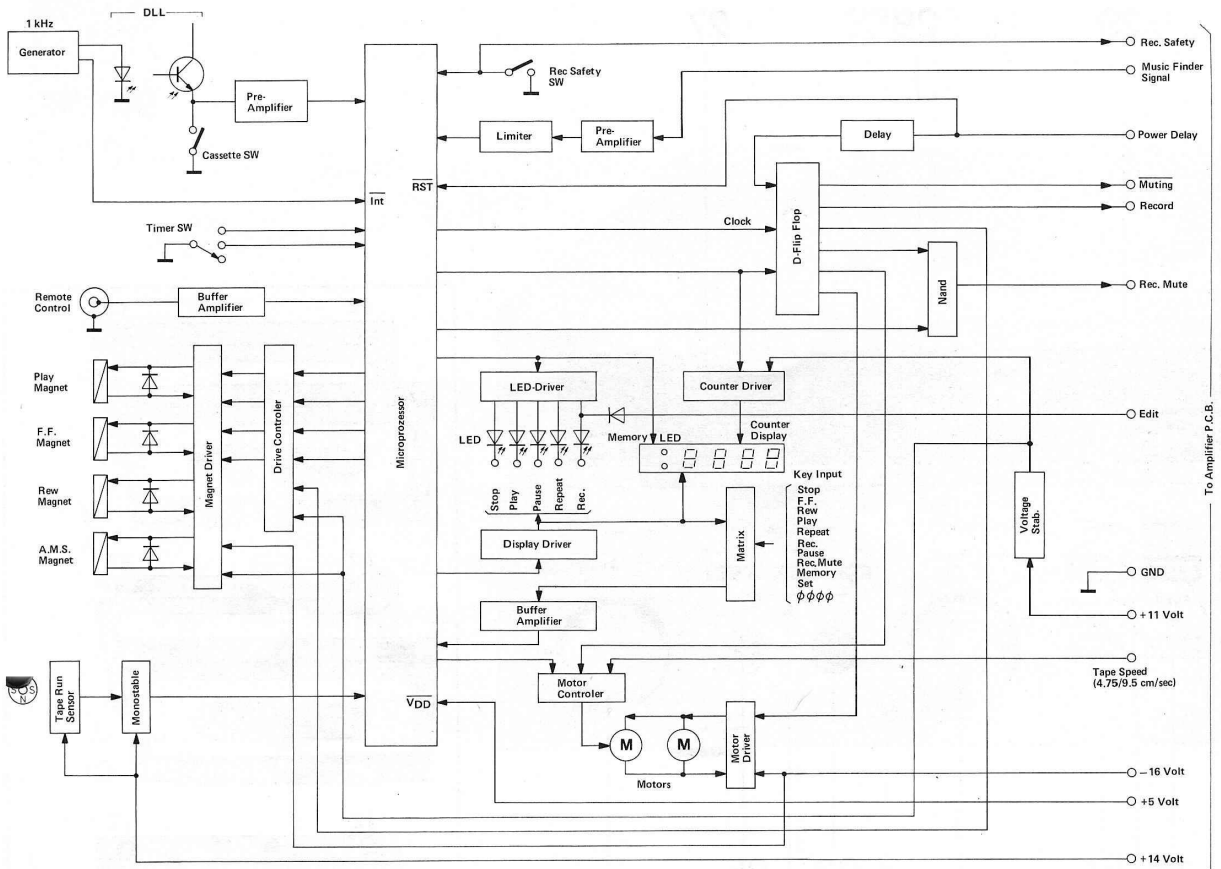 1 kHz
DLL
Generator
Pre-
Amplifier
Cassette SW
Int
Timer SW
Remote
Control
Buffer
Amplifier
Play
Magnet
F.F.
Magnet
Rew
Magnet
A.M.S.
Magnet
Magnet Driver
Drive Controler
Tape Run
Sensor
Monostable
S S
N
Microprozessor
RST
VDD
Rec Safety
SW
Limiter
Pre-
Amplifier
Delay
Clock
D-Flip Flop
Nand
LED-Driver
Counter Driver
LED
Memory
LED
Counter
Display
8 8 8 8
Stop
Play
Pause
Repeat
Rec.
Display Driver
Buffer
Amplifier
Matrix
Key Input
Stop
F.F.
Rew
Play
Repeat
Rec.
Pause
Rec,Mute
Memory
Set
ϕϕϕϕ
Voltage
Stab.
Motor
Controler
M
M
Motors
Motor
Driver
Rec. Safety
Music Finder
Signal
Power Delay
Muting
Record
Rec. Mute
Edit
GND
+11 Volt
Tape Speed
(4.75/9.5 cm/sec)
−16 Volt
+5 Volt
+14 Volt
To Amplifier P.C.B.